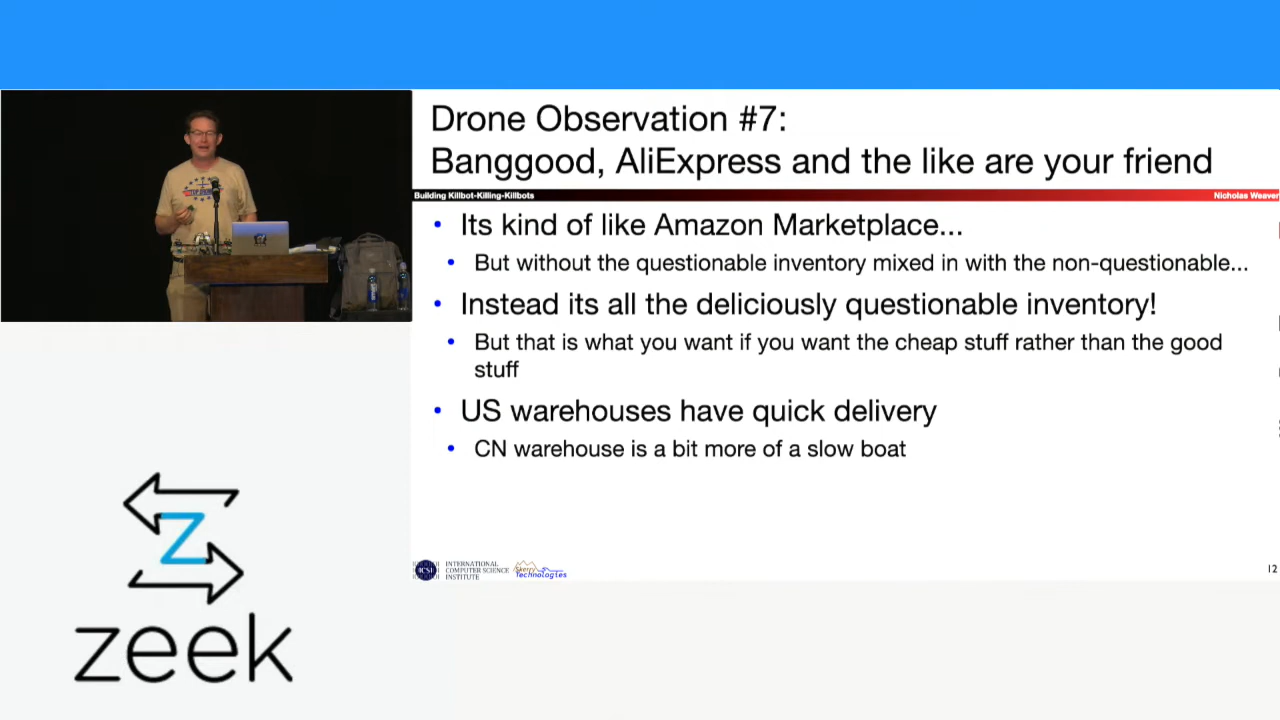 Drone Observation #7:
Banggood, AliExpress and the like are your friend
Building Killbot-Killing-Killbots
Nicholas Weaver
• Its kind of like Amazon Marketplace...
• But without the questionable inventory mixed in with the non-questionable...
• Instead its all the deliciously questionable inventory!
• But that is what you want if you want the cheap stuff rather than the good
stuff
• US warehouses have quick delivery
• CN warehouse is a bit more of a slow boat
Z
zeek
ICSI
INTERNATIONAL
COMPUTER SCIENCE
INSTITUTE
Skerry
Technologies
12